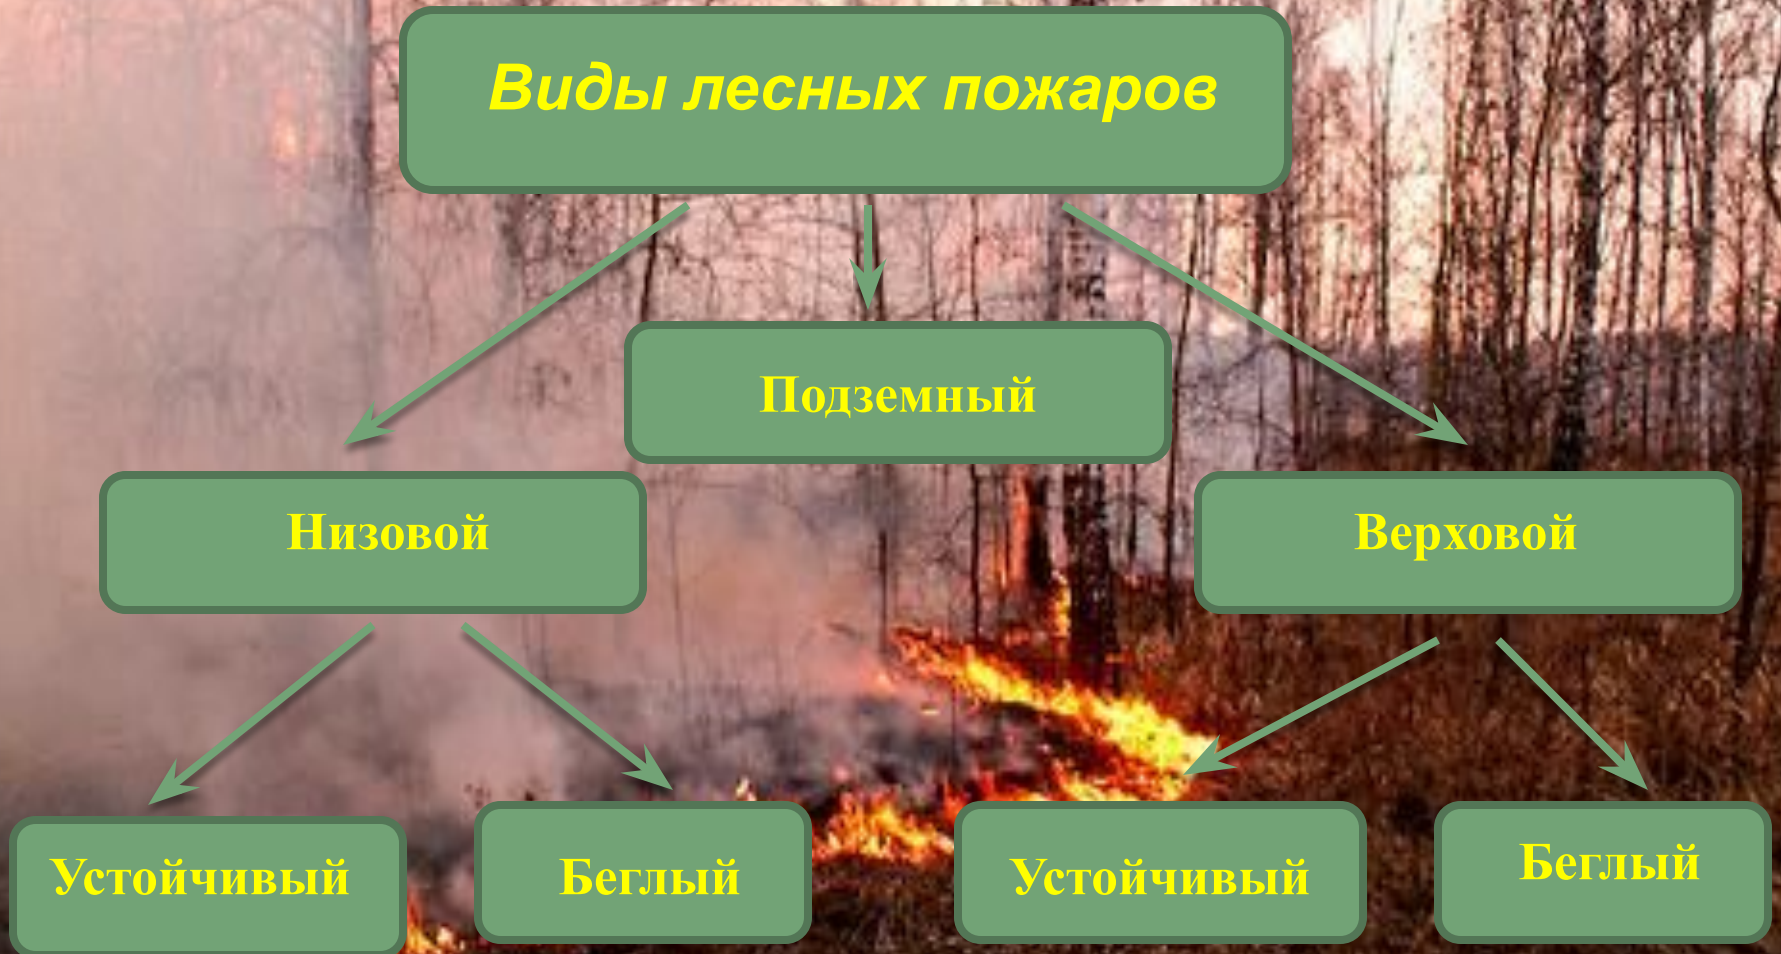 Виды лесных пожаров
Подземный
Низовой
Верховой
Устойчивый
Беглый
Устойчивый
Беглый